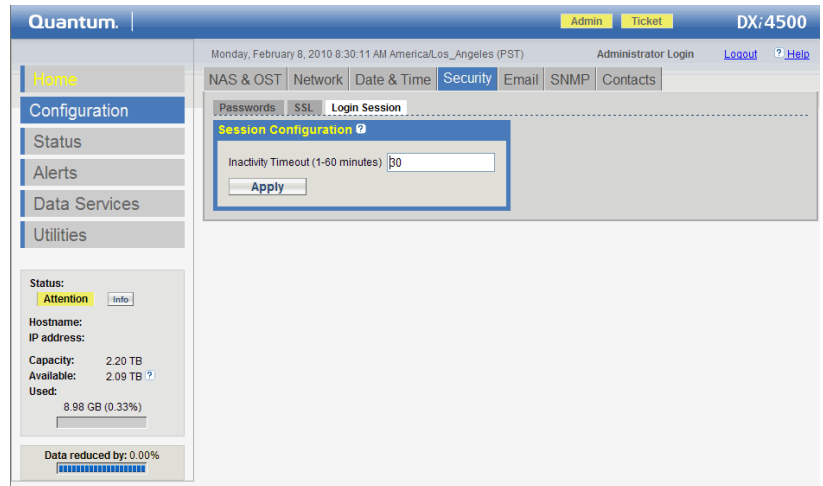 Quantum.
Admin Ticket
DXi4500
Monday, February 8, 2010 8:30:11 AM America/Los_Angeles (PST) Administrator Login Logout ? Help
Home
Configuration
Status
Alerts
Data Services
Utilities
NAS & OST Network Date & Time Security Email SNMP Contacts
Passwords SSL Login Session
Session Configuration ?
Inactivity Timeout (1-60 minutes) 30
Apply
Status:
Attention Info
Hostname:
IP address:
Capacity: 2.20 TB
Available: 2.09 TB ?
Used:
8.98 GB (0.33%)
Data reduced by: 0.00%